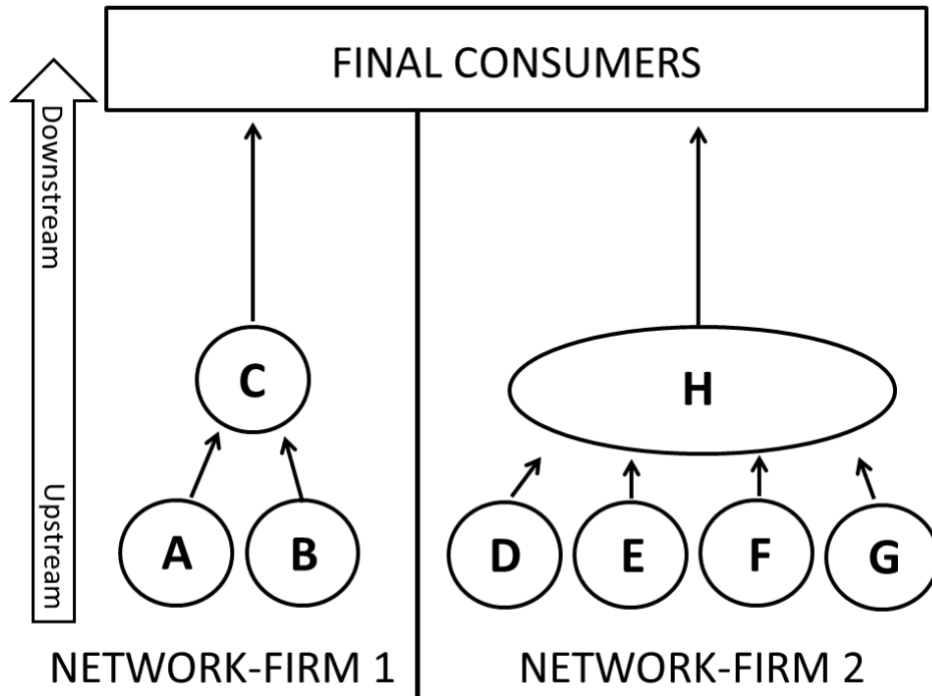 FINAL CONSUMERS
Downstream
Upstream
C
H
A
B
D
E
F
G
NETWORK-FIRM 1
NETWORK-FIRM 2